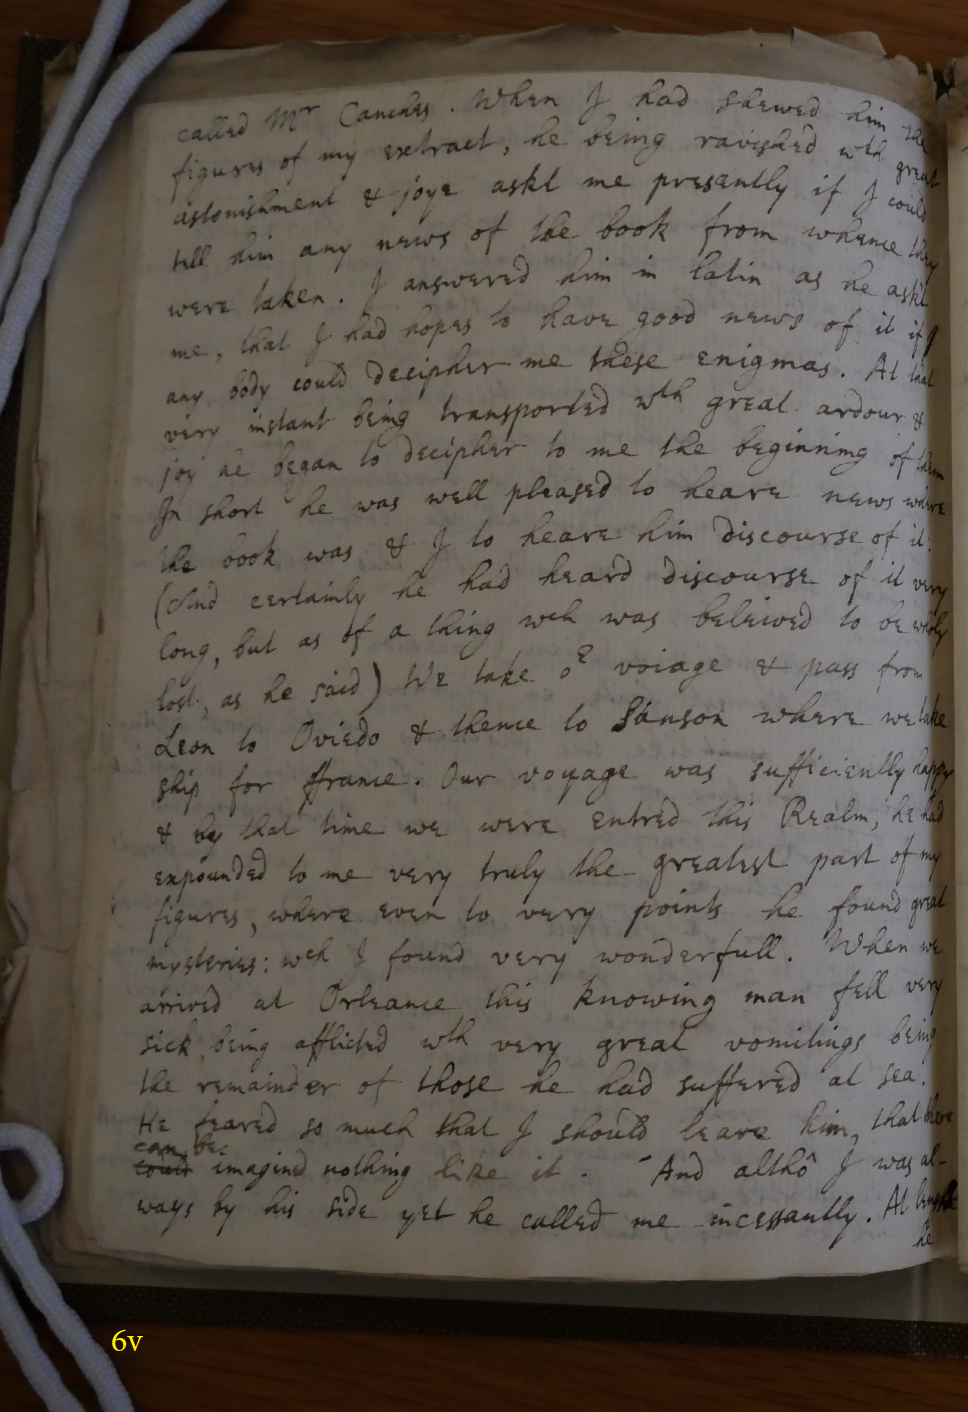 called Mr Canches. When I had shewed him the
figures of my extract, he being ravished wth great
astonishment & joye askt me presantly if I could
tell him any news of the book from whence they
were taken. I answered him in latin as he askt
me, that I had hopes to have good news of it if
any body could decipher me these enigmas. At that
very instant being transported wth great ardour &
joy he began to decipher to me the beginning of them
In short he was well pleased to heare news where
the book was & I to heare him discourse of it.
(And certainly he had heard discourse of it very
long, but as of a thing wch was beleived to be wholy
lost, as he said) We take or voiage & pass from
Leon to Oviedo & thence to Sanson where we take
ship for ffrance. Our voyage was sufficiently happy
& by that time we were entred this Realm, he had
expounded to me very truly the greatest part of my
figures, where even to very points he found great
mysteries: wch I found very wonderfull. When we
arrived at Orleance this knowing man fell very
sick being afflicted wth very great vomitings being
the remainder of those he had suffered at sea.
He feared so much that I should leave him, that there
can be
could imagind nothing like it. And altho I was al-
ways by his side yet he called me incessantly. At length
he
6v